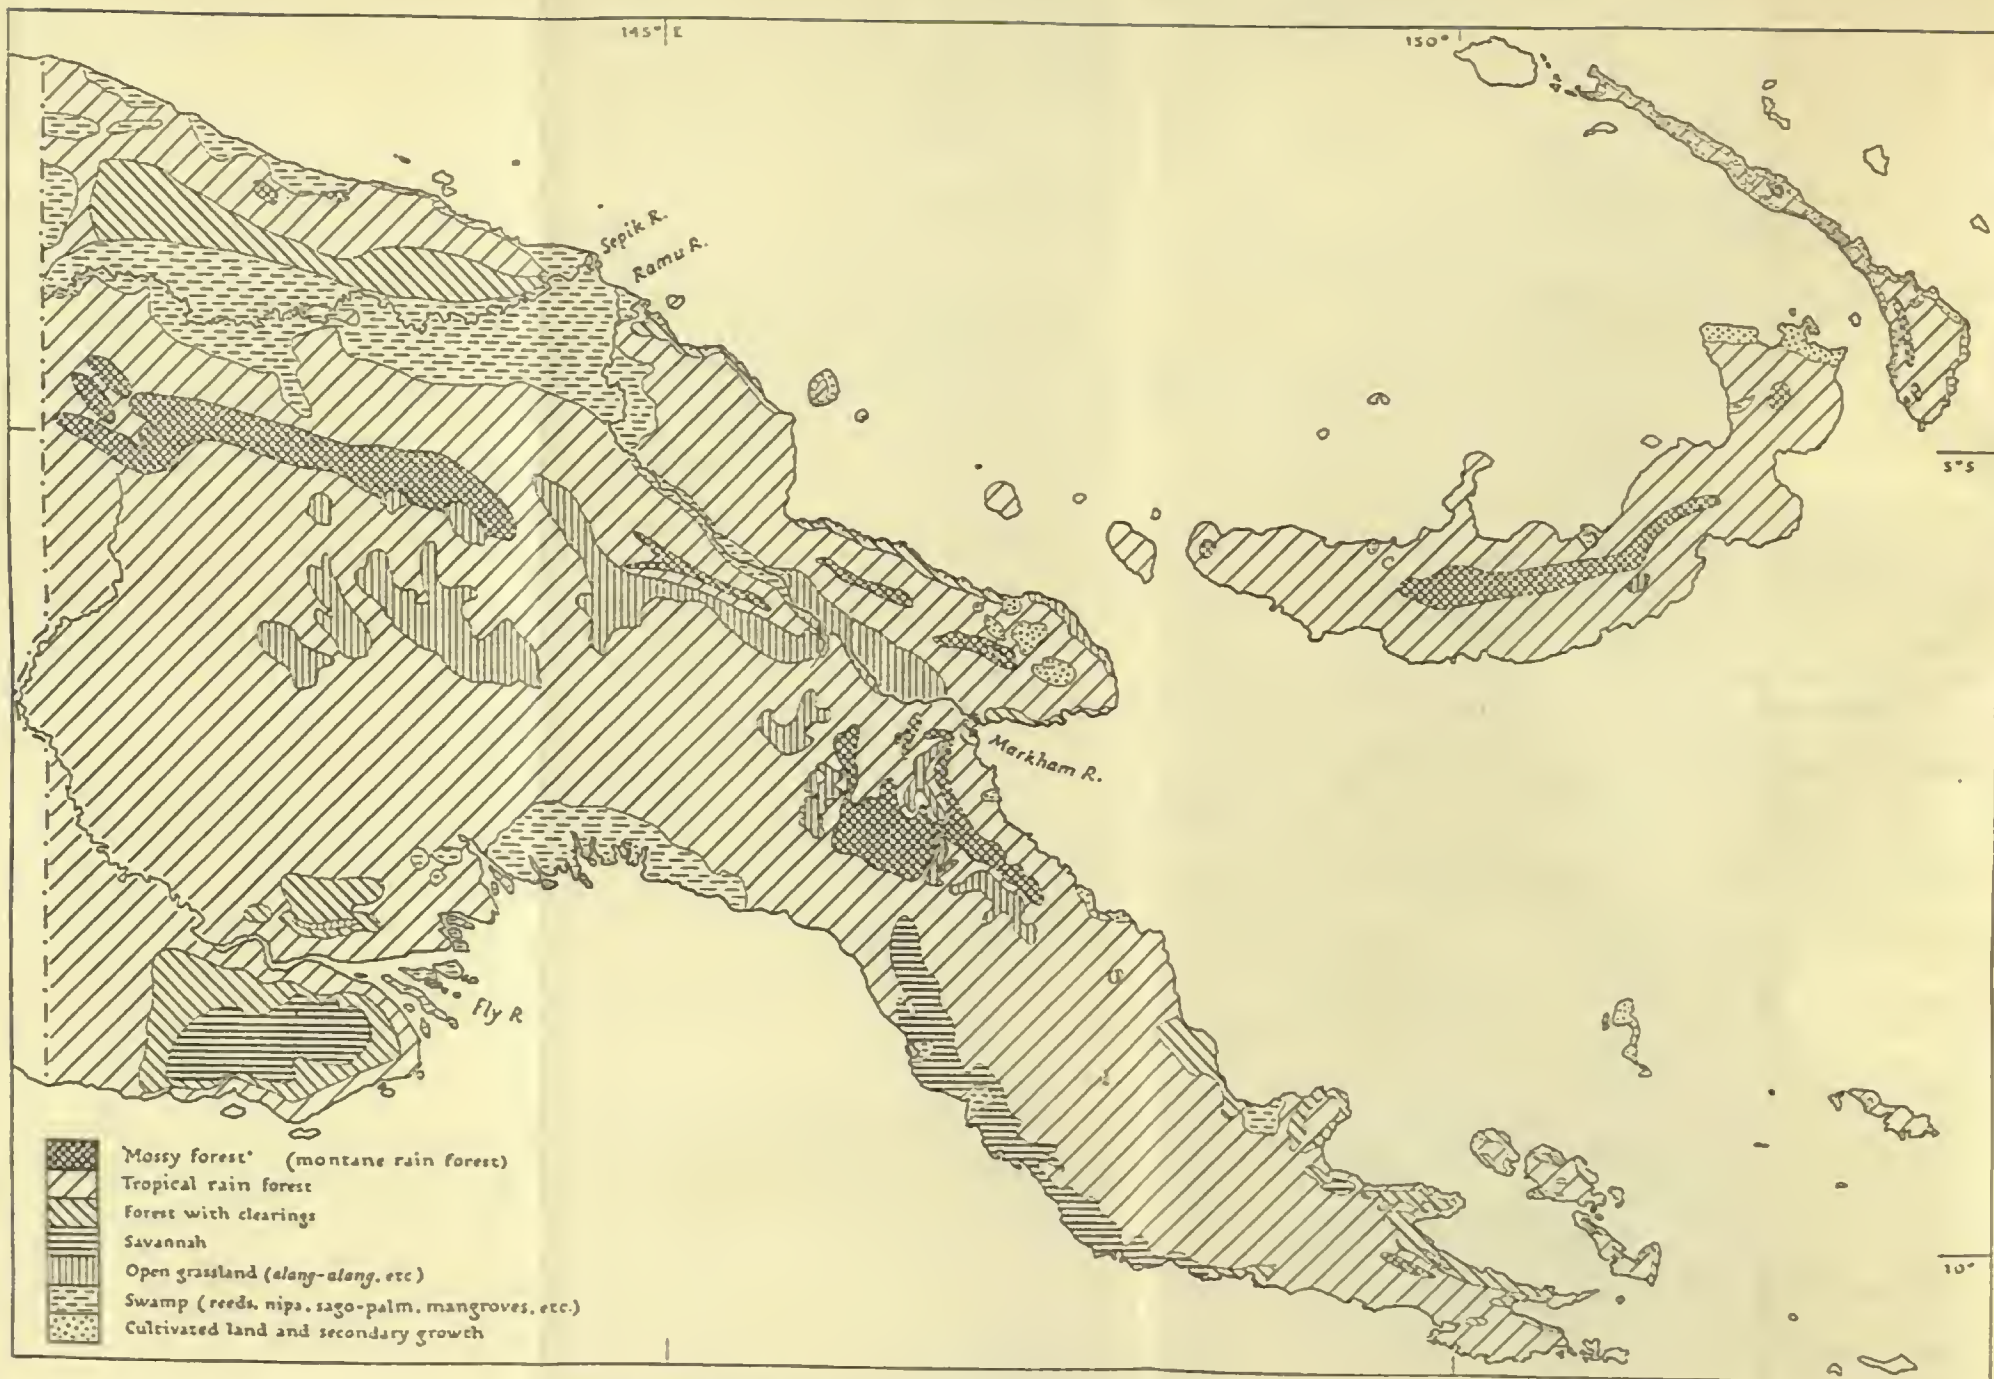 145° E
150°
Sepik R.
Ramu R.
5° S
Markham R.
Fly R
'Mossy forest' (montane rain forest)
Tropical rain forest
Forest with clearings
Savannah
Open grassland (alang-alang, etc)
Swamp (reeds, nipa, sago-palm, mangroves, etc.)
Cultivated land and secondary growth
10°